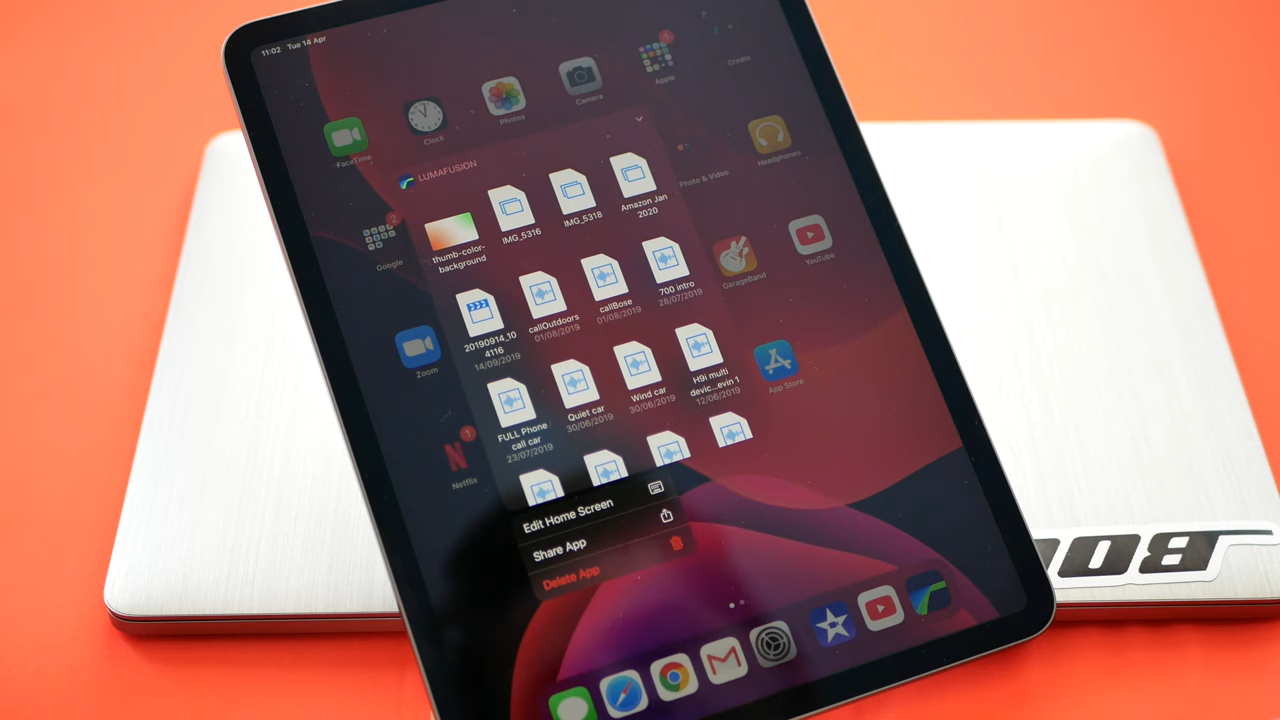 11:02 Tue 14 Apr
FaceTime
Clock
Photos
Camera
1
Apple
Create
LUMAFUSION
thumb-color-
background
IMG_5316
IMG_5318
Amazon Jan
2020
Photo & Video
Headphones
2
Google
20190914_10
4116
14/09/2019
callOutdoors
01/08/2019
callBose
01/08/2019
700 intro
28/07/2019
GarageBand
YouTube
Zoom
FULL Phone
call car
23/07/2019
Quiet car
30/06/2019
Wind car
30/06/2019
H9i multi
devic...evin 1
12/06/2019
App Store
1
Netflix
Edit Home Screen
Share App
Delete App
BO